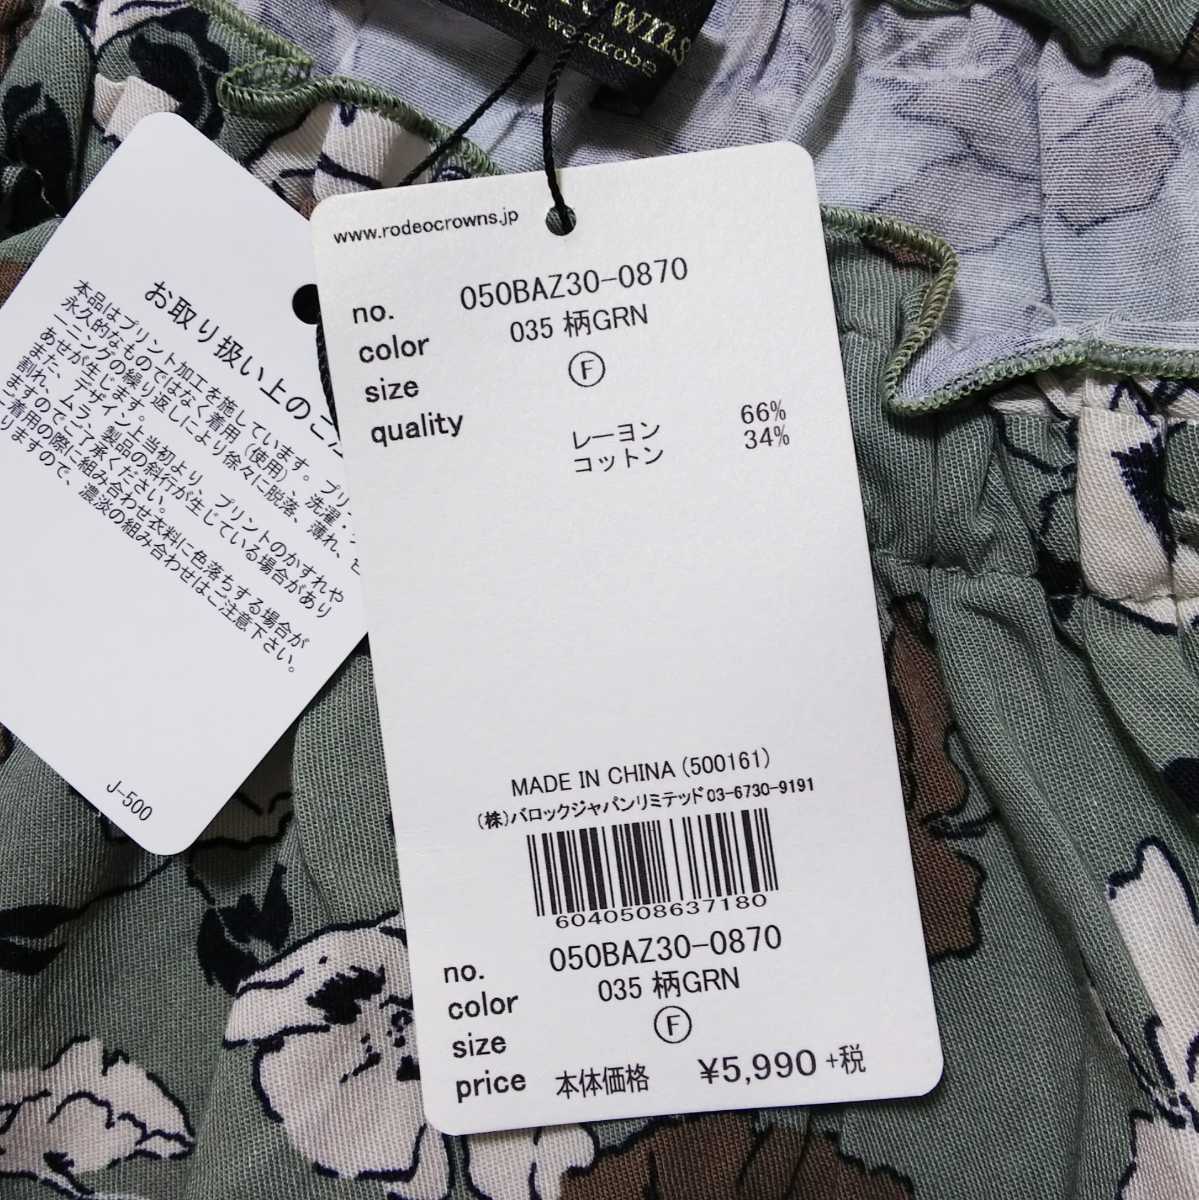 wardrobe
www.rodeocrowns.jp
no. 050BAZ30-0870
color 035 柄GRN
size Ⓕ
quality レーヨン 66%
コットン 34%
MADE IN CHINA (500161)
(株)バロックジャパンリミテッド 03-6730-9191
6040508637180
no. 050BAZ30-0870
color 035 柄GRN
size Ⓕ
price 本体価格 ¥5,990 +税
お取り扱い上のご
本品はプリント加工を施しています。プリ
永久的なものではなく着用（使用）、洗濯・
ーニングの繰り返しにより徐々に脱落、薄れ、
あせが生じます。
また、デザイン上当初より、プリントのかすれや
割れ、ムラ、製品の斜行が生じている場合があり
ますのでご了承ください。
着用の際に組み合わせ衣料に色落ちする場合が
りますので、濃淡の組み合わせはご注意下さい。
J-500